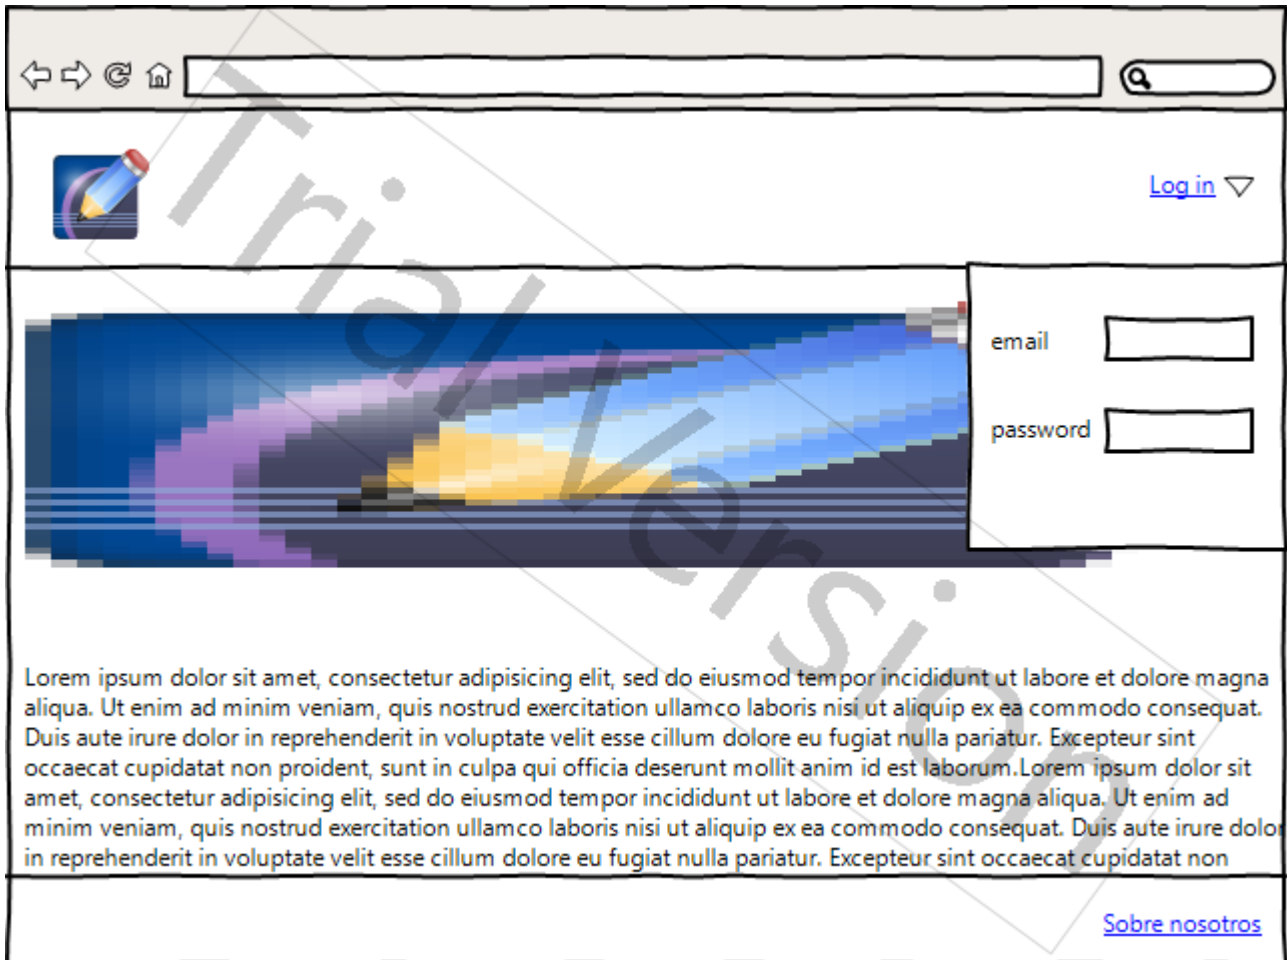 Log in
email
password
Lorem ipsum dolor sit amet, consectetur adipisicing elit, sed do eiusmod tempor incididunt ut labore et dolore magna
aliqua. Ut enim ad minim veniam, quis nostrud exercitation ullamco laboris nisi ut aliquip ex ea commodo consequat.
Duis aute irure dolor in reprehenderit in voluptate velit esse cillum dolore eu fugiat nulla pariatur. Excepteur sint
occaecat cupidatat non proident, sunt in culpa qui officia deserunt mollit anim id est laborum.Lorem ipsum dolor sit
amet, consectetur adipisicing elit, sed do eiusmod tempor incididunt ut labore et dolore magna aliqua. Ut enim ad
minim veniam, quis nostrud exercitation ullamco laboris nisi ut aliquip ex ea commodo consequat. Duis aute irure dolor
in reprehenderit in voluptate velit esse cillum dolore eu fugiat nulla pariatur. Excepteur sint occaecat cupidatat non
Sobre nosotros
Trial Version